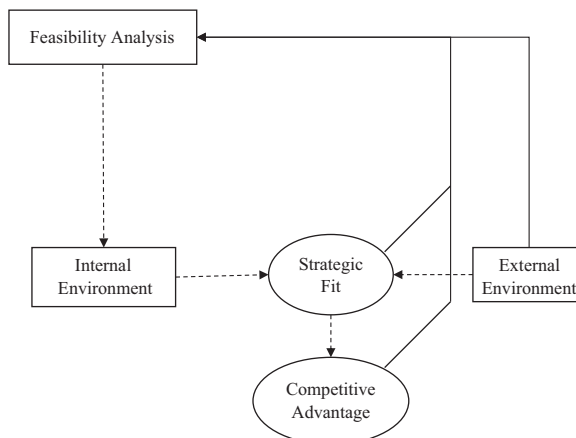 Feasibility Analysis
Internal
Environment
Strategic
Fit
External
Environment
Competitive
Advantage